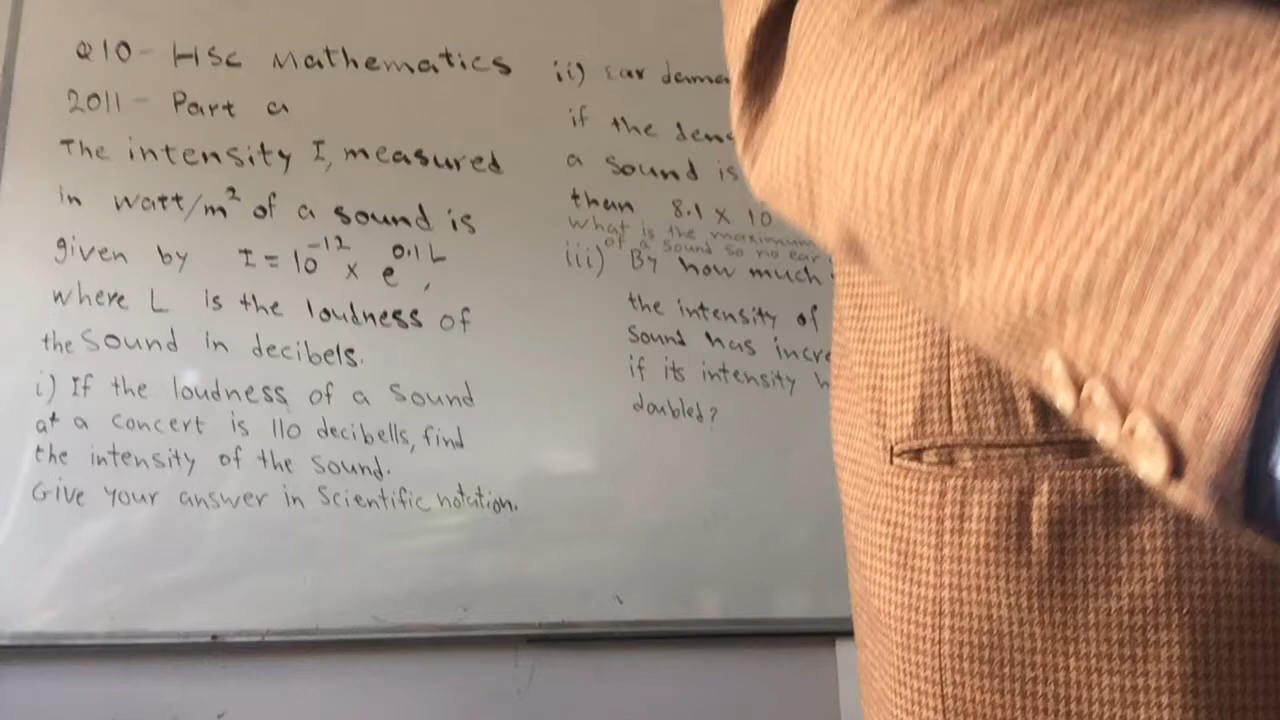 Q10 - HSC Mathematics
2011 - Part a
The intensity I, measured
in watt/m² of a sound is
given by I = 10⁻¹² × e⁰·¹ᴸ,
where L is the loudness of
the Sound in decibels.
i) If the loudness of a Sound
at a concert is 110 decibells, find
the intensity of the Sound.
Give your answer in Scientific notation.
ii) Ear
if the
a sound is
than 8.1 × 10
What is the maximum
of a sound so no ear
iii) By how much
the intensity of
Sound has
if its intensity
doubled?